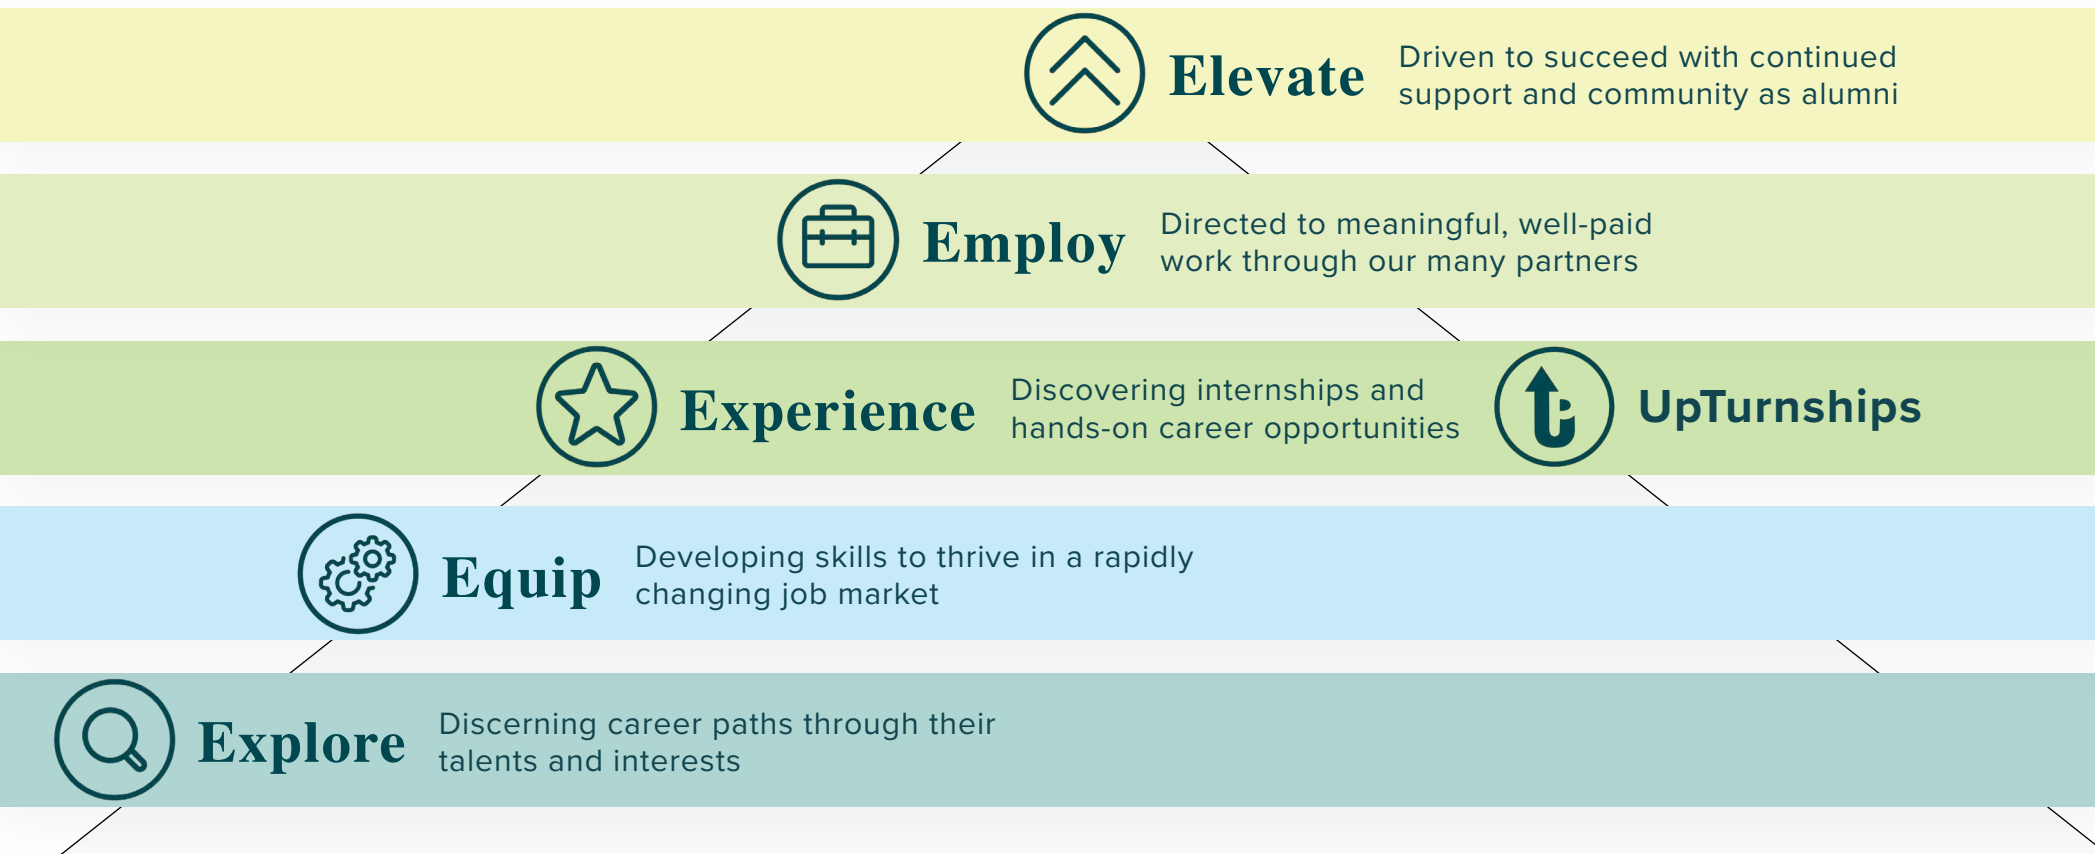 Elevate
Driven to succeed with continued
support and community as alumni
Employ
Directed to meaningful, well-paid
work through our many partners
Experience
Discovering internships and
hands-on career opportunities
UpTurnships
Equip
Developing skills to thrive in a rapidly
changing job market
Explore
Discerning career paths through their
talents and interests